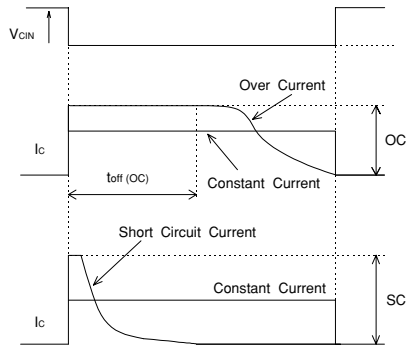 VCIN
Over Current
IC
OC
toff (OC)
Constant Current
Short Circuit Current
Constant Current
SC
IC